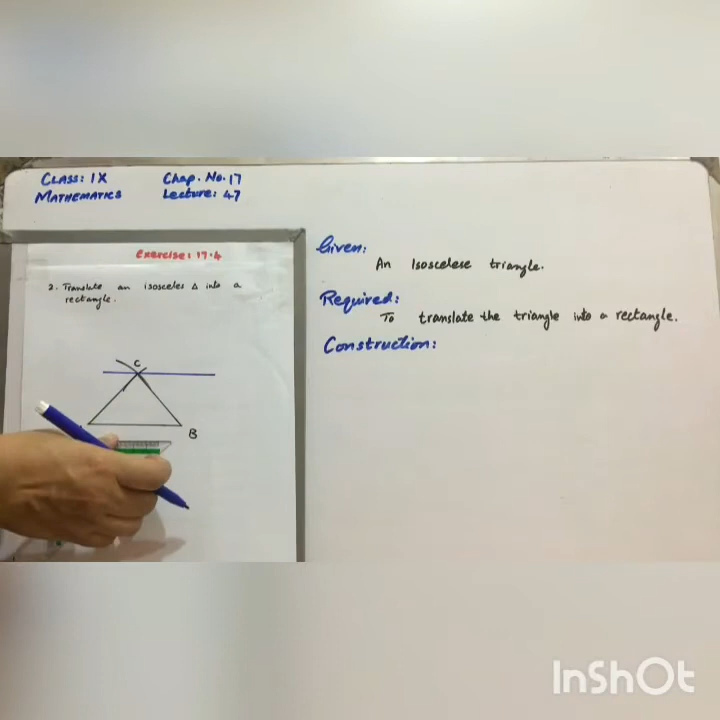 CLASS: IX Chap. No. 17
MATHEMATICS Lecture: 47
Exercise: 17.4
2. Translate an isosceles Δ into a
rectangle.
C
B
Given:
An Isoscelese triangle.
Required:
To translate the triangle into a rectangle.
Construction:
InShOt